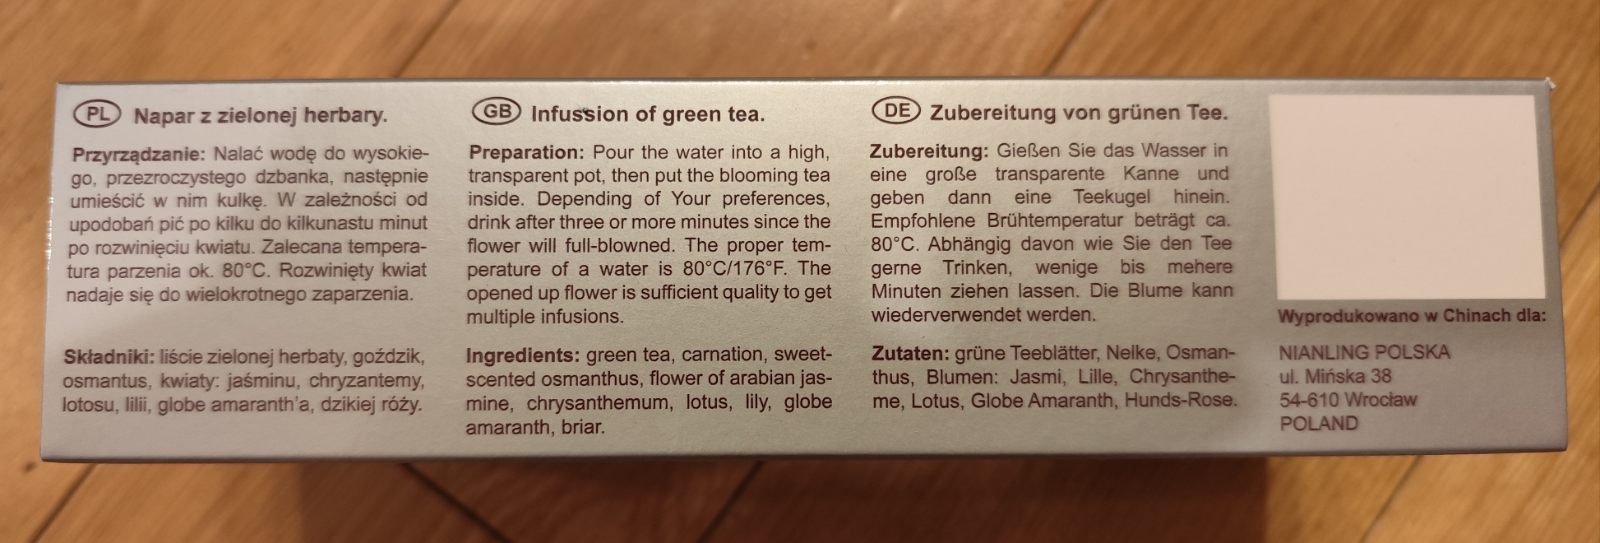 PL Napar z zielonej herbary.
Przyrządzanie: Nalać wodę do wysokie-
go, przezroczystego dzbanka, następnie
umieścić w nim kulkę. W zależności od
upodobań pić po kilku do kilkunastu minut
po rozwinięciu kwiatu. Zalecana tempera-
tura parzenia ok. 80°C. Rozwinięty kwiat
nadaje się do wielokrotnego zaparzenia.
Składniki: liście zielonej herbaty, goździk,
osmantus, kwiaty: jaśminu, chryzantemy,
lotosu, lilii, globe amaranth'a, dzikiej róży.
GB Infussion of green tea.
Preparation: Pour the water into a high,
transparent pot, then put the blooming tea
inside. Depending of Your preferences,
drink after three or more minutes since the
flower will full-blowned. The proper tem-
perature of a water is 80°C/176°F. The
opened up flower is sufficient quality to get
multiple infusions.
Ingredients: green tea, carnation, sweet-
scented osmanthus, flower of arabian jas-
mine, chrysanthemum, lotus, lily, globe
amaranth, briar.
DE Zubereitung von grünen Tee.
Zubereitung: Gießen Sie das Wasser in
eine große transparente Kanne und
geben dann eine Teekugel hinein.
Empfohlene Brühtemperatur beträgt ca.
80°C. Abhängig davon wie Sie den Tee
gerne Trinken, wenige bis mehere
Minuten ziehen lassen. Die Blume kann
wiederverwendet werden.
Zutaten: grüne Teeblätter, Nelke, Osman-
thus, Blumen: Jasmi, Lille, Chrysanthe-
me, Lotus, Globe Amaranth, Hunds-Rose.
Wyprodukowano w Chinach dla:
NIANLING POLSKA
ul. Mińska 38
54-610 Wrocław
POLAND